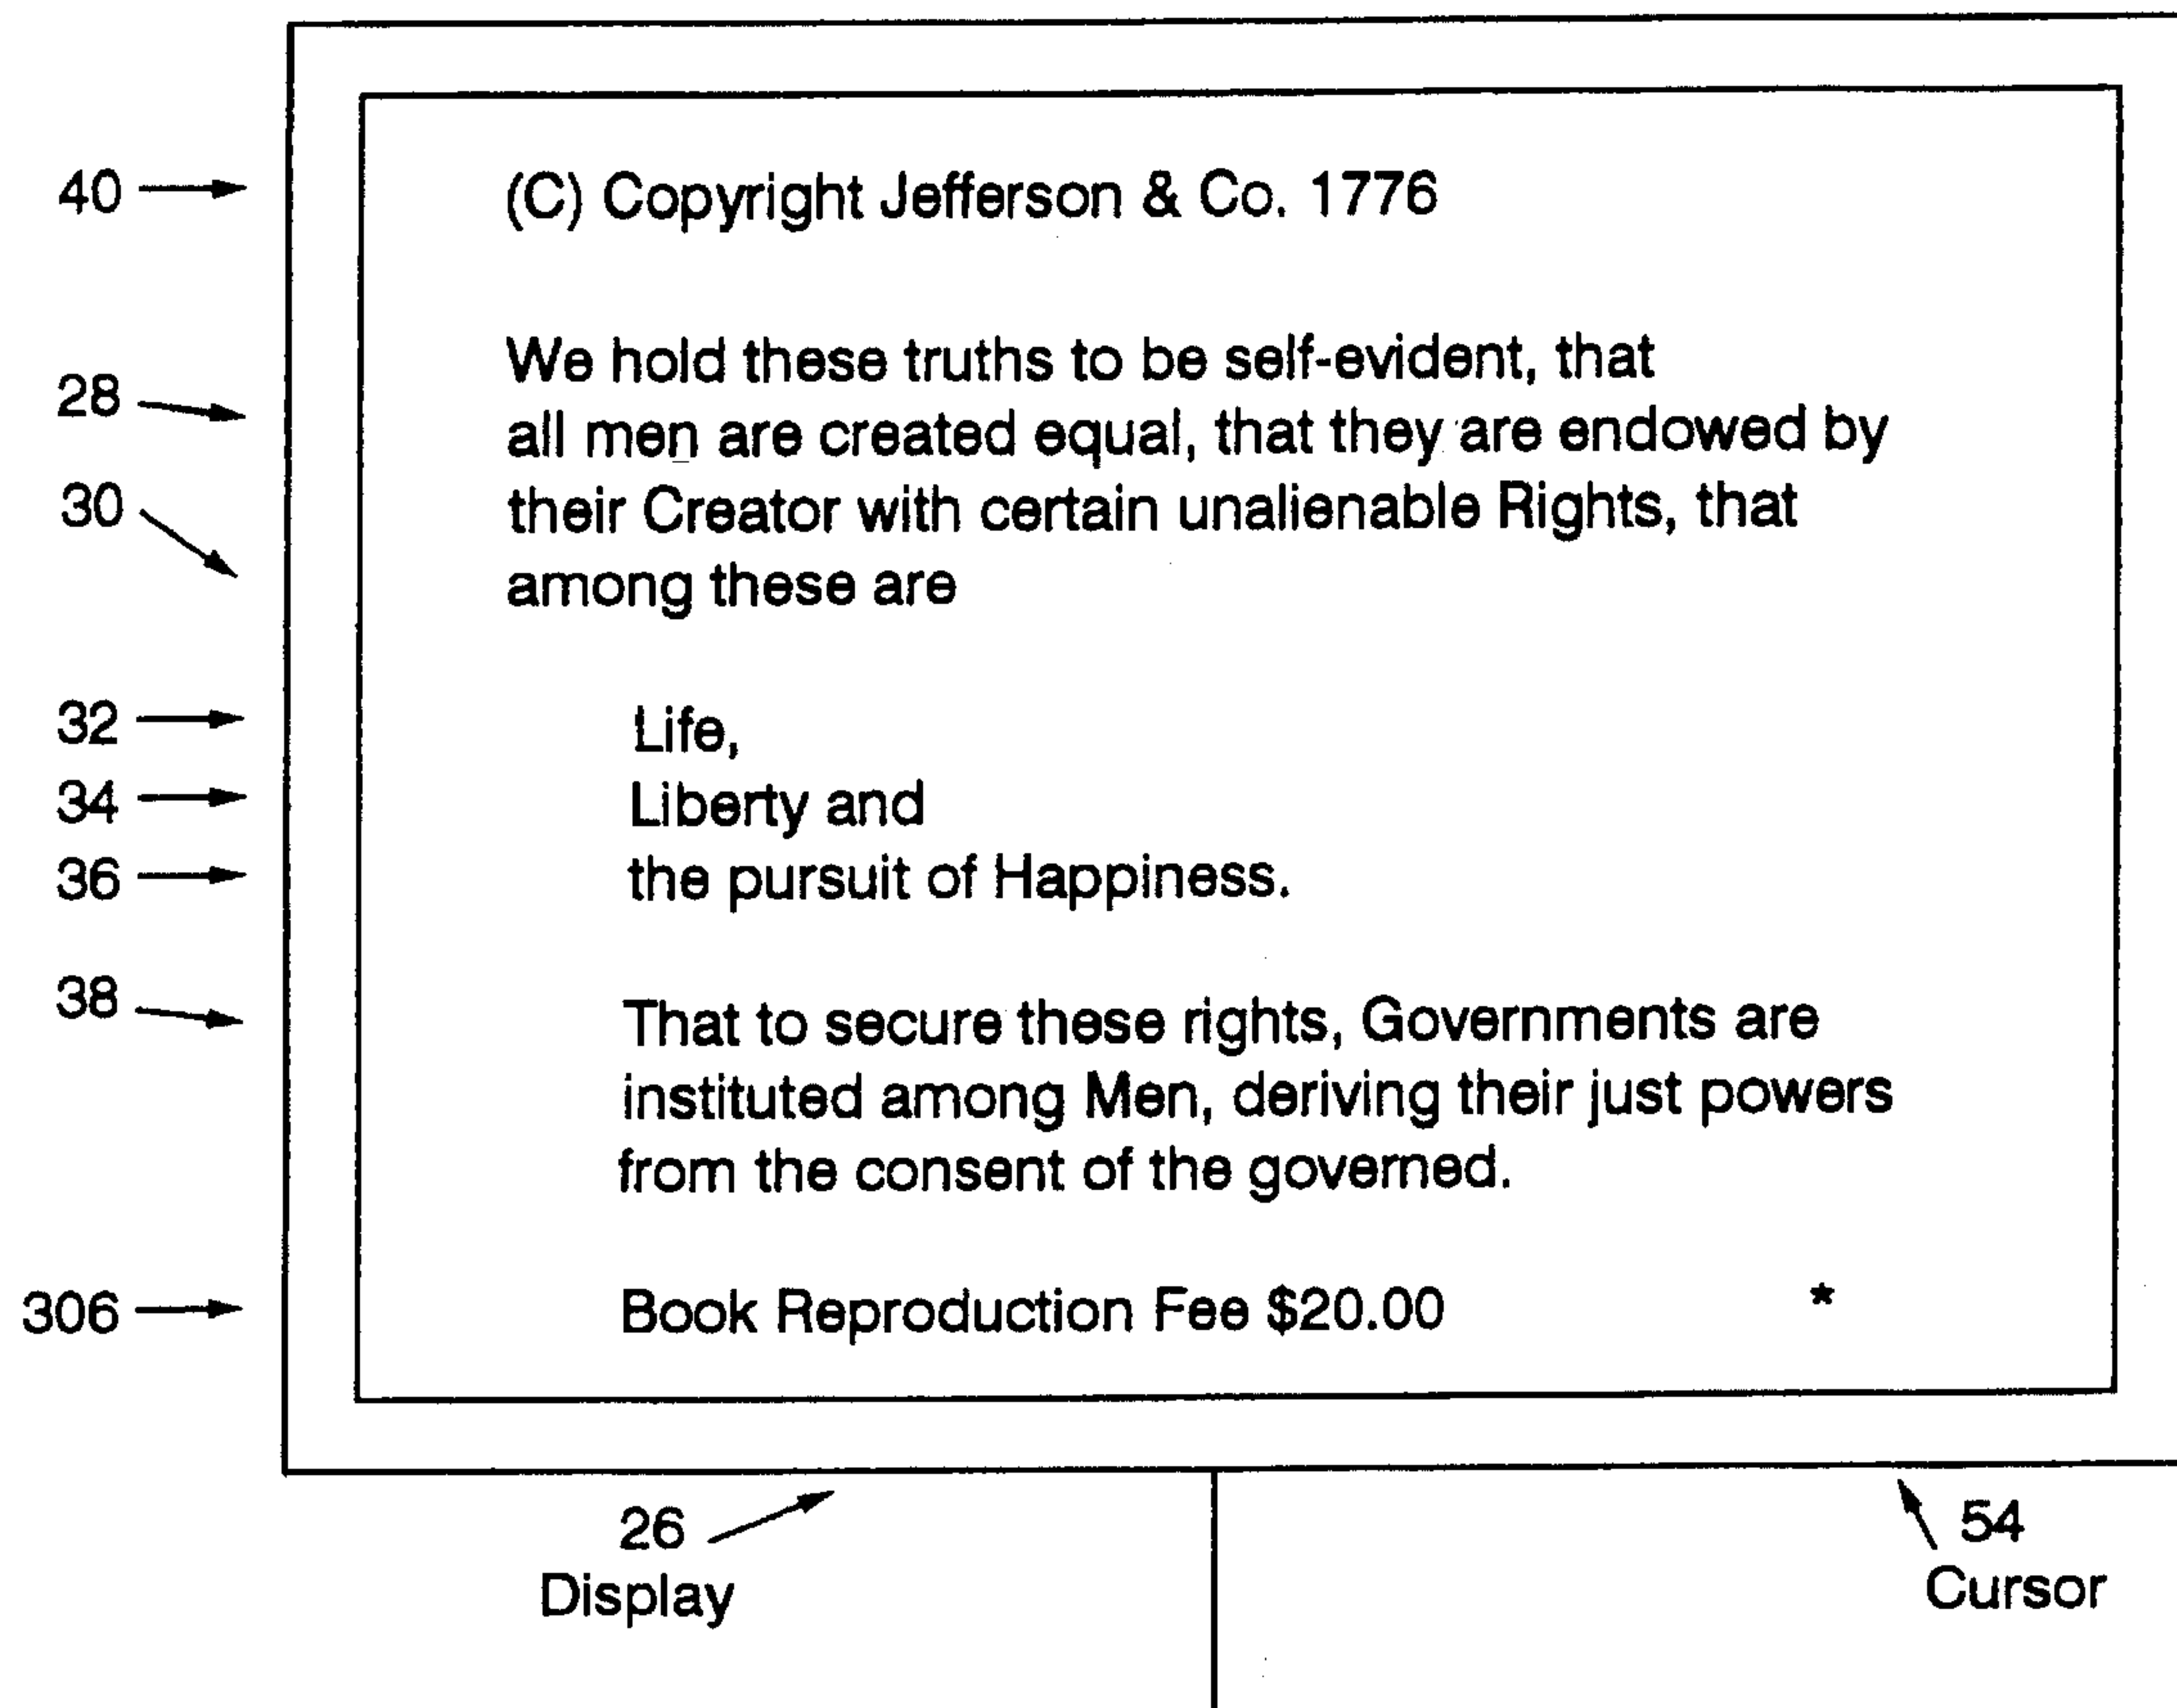 40 (C) Copyright Jefferson & Co. 1776
We hold these truths to be self-evident, that
28 all men are created equal, that they are endowed by
30 their Creator with certain unalienable Rights, that
among these are
32 Life,
34 Liberty and
36 the pursuit of Happiness.
38 That to secure these rights, Governments are
instituted among Men, deriving their just powers
from the consent of the governed.
306 Book Reproduction Fee $20.00 *
26 54
Display Cursor